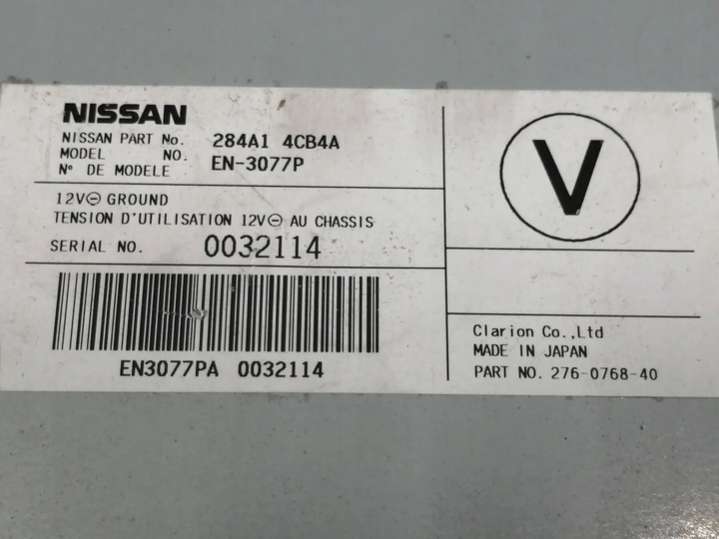 NISSAN
NISSAN PART No. 284A1 4CB4A
MODEL NO. EN-3077P
N° DE MODELE
12V⊖ GROUND
TENSION D'UTILISATION 12V⊖ AU CHASSIS
SERIAL NO. 0032114
EN3077PA 0032114
V
Clarion Co.,Ltd
MADE IN JAPAN
PART NO. 276-0768-40